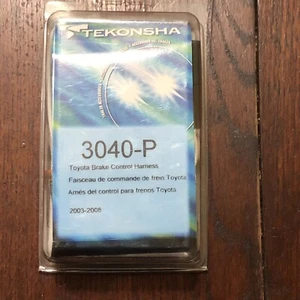 TEKONSHA
3040-P
Toyota Brake Control Harness
Faisceau de commande de frein Toyota
Arnés del control para frenos Toyota
2003-2008